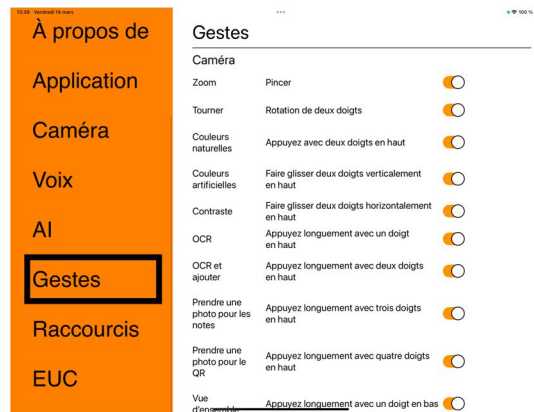 13:38 Vendredi 14 mars
100 %
À propos de
Application
Caméra
Voix
AI
Gestes
Raccourcis
EUC
Gestes
Caméra
Zoom Pincer
Tourner Rotation de deux doigts
Couleurs
naturelles
Appuyez avec deux doigts en haut
Couleurs
artificielles
Faire glisser deux doigts verticalement
en haut
Contraste
Faire glisser deux doigts horizontalement
en haut
OCR
Appuyez longuement avec un doigt
en haut
OCR et
ajouter
Appuyez longuement avec deux doigts
en haut
Prendre une
photo pour les
notes
Appuyez longuement avec trois doigts
en haut
Prendre une
photo pour le
QR
Appuyez longuement avec quatre doigts
en haut
Vue
d'ensemble
Appuyez longuement avec un doigt en bas